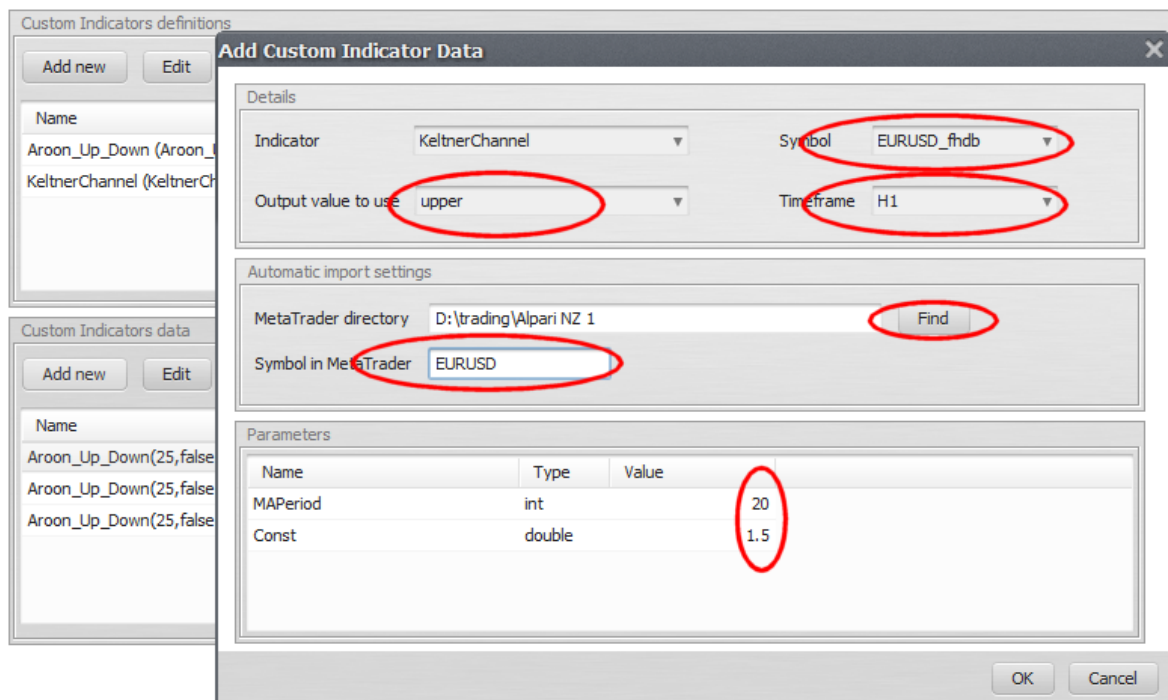 Custom Indicators definitions
Add new Edit
Name
Aroon_Up_Down (Aroon_
KeltnerChannel (KeltnerCh
Custom Indicators data
Add new Edit
Name
Aroon_Up_Down(25,false
Aroon_Up_Down(25,false
Aroon_Up_Down(25,false
Add Custom Indicator Data
Details
Indicator KeltnerChannel Symbol EURUSD_fhdb
Output value to use upper Timeframe H1
Automatic import settings
MetaTrader directory D:\trading\Alpari NZ 1 Find
Symbol in MetaTrader EURUSD
Parameters
Name Type Value
MAPeriod int 20
Const double 1.5
OK Cancel